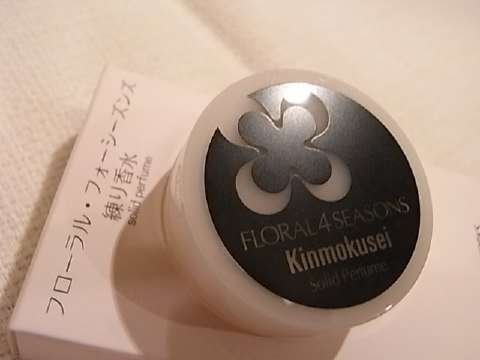 フローラル・フォーシーズンズ
練り香水
solid perfume
FLORAL 4 SEASONS
Kinmokusei
Solid Perfume